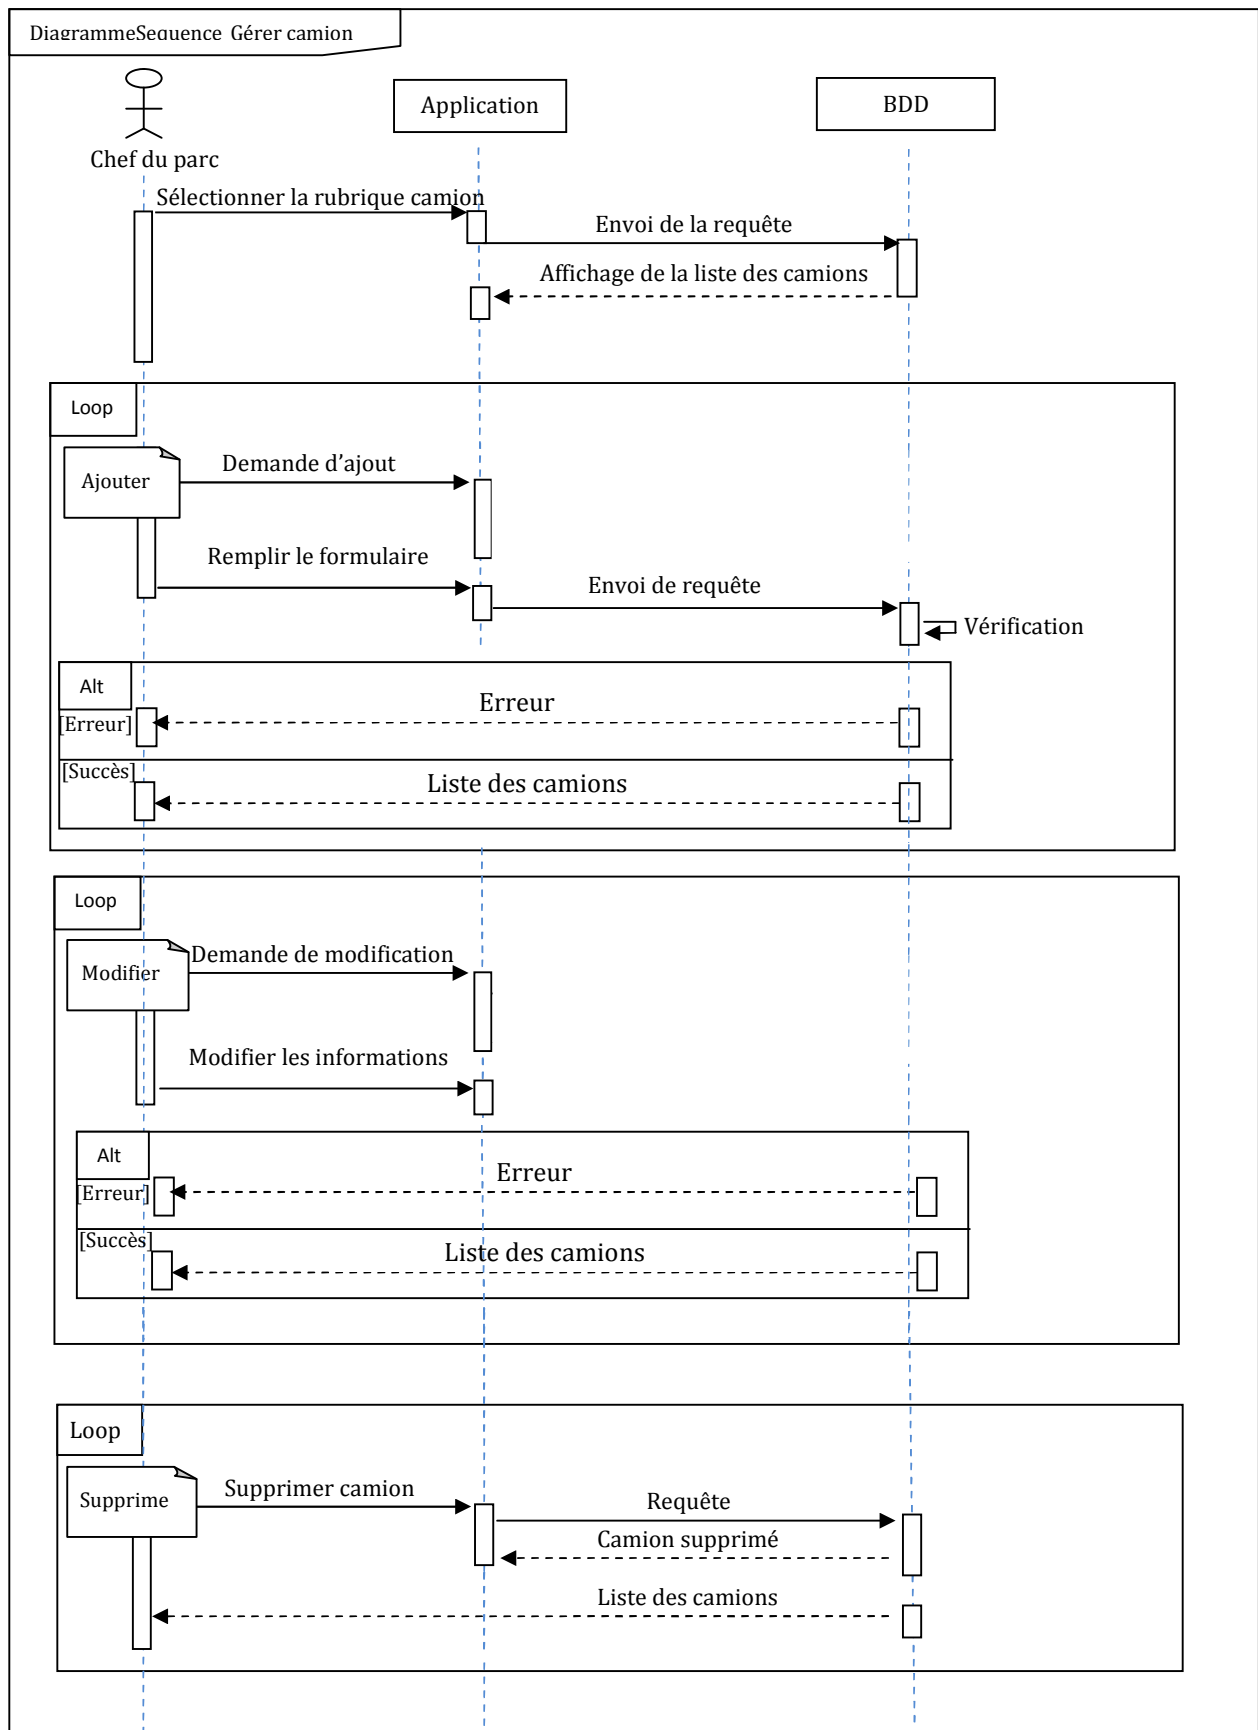 DiagrammeSequence_Gérer camion
Application
BDD
Chef du parc
Sélectionner la rubrique camion
Envoi de la requête
Affichage de la liste des camions
Loop
Ajouter
Demande d'ajout
Remplir le formulaire
Envoi de requête
Vérification
Alt
[Erreur]
Erreur
[Succès]
Liste des camions
Loop
Modifier
Demande de modification
Modifier les informations
Alt
[Erreur]
Erreur
[Succès]
Liste des camions
Loop
Supprime
Supprimer camion
Requête
Camion supprimé
Liste des camions